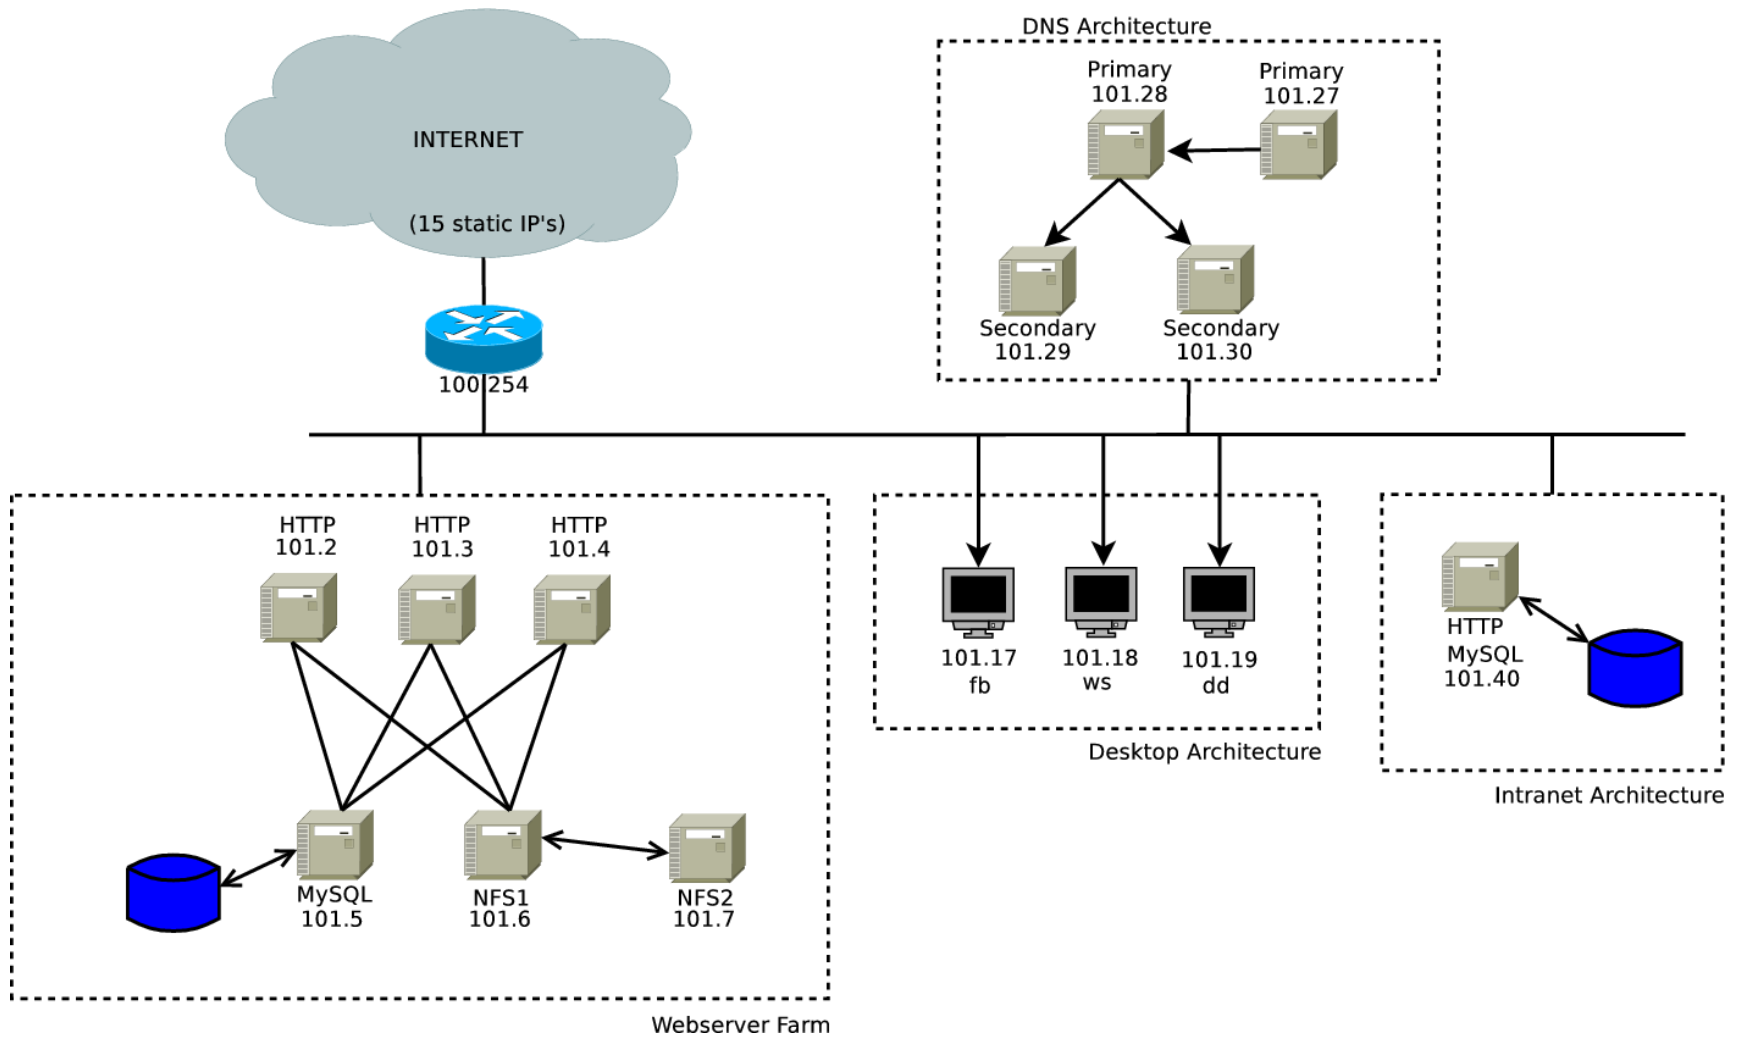 DNS Architecture
Primary
101.28
Primary
101.27
INTERNET
(15 static IP's)
Secondary
101.29
Secondary
101.30
100.254
HTTP
101.2
HTTP
101.3
HTTP
101.4
MySQL
101.5
NFS1
101.6
NFS2
101.7
Webserver Farm
101.17
fb
101.18
ws
101.19
dd
Desktop Architecture
HTTP
MySQL
101.40
Intranet Architecture